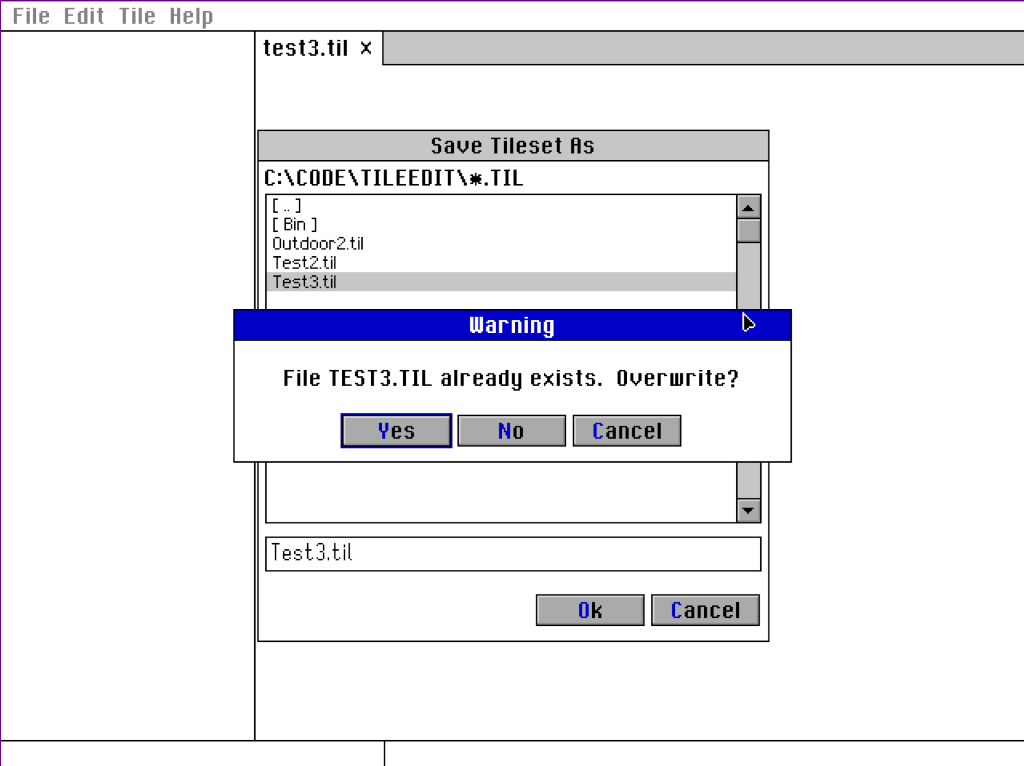 File Edit Tile Help
test3.til x
Save Tileset As
C:\CODE\TILEEDIT\*.TIL
[ .. ]
[ Bin ]
Outdoor2.til
Test2.til
Test3.til
Warning
File TEST3.TIL already exists.  Overwrite?
Yes No Cancel
Test3.til
Ok Cancel